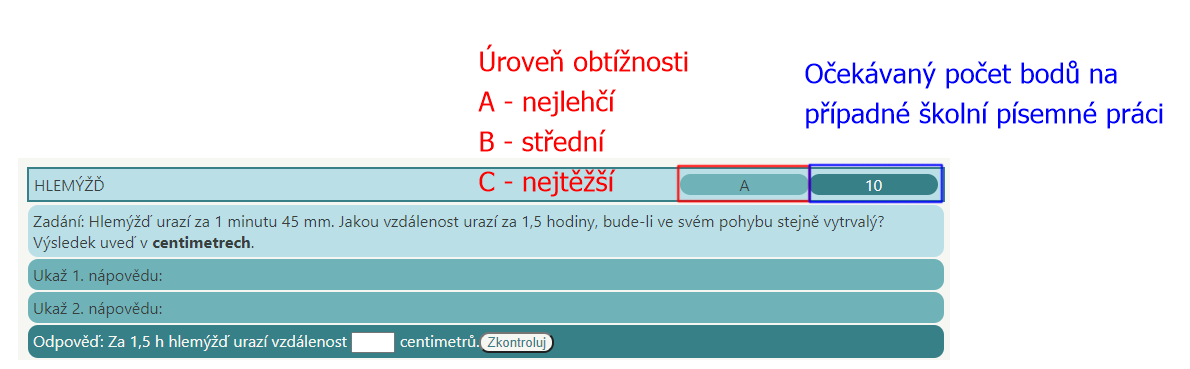 Úroveň obtížnosti
A - nejlehčí
B - střední
C - nejtěžší
Očekávaný počet bodů na
případné školní písemné práci
HLEMÝŽĎ
A
10
Zadání: Hlemýžď urazí za 1 minutu 45 mm. Jakou vzdálenost urazí za 1,5 hodiny, bude-li ve svém pohybu stejně vytrvalý?
Výsledek uveď v centimetrech.
Ukaž 1. nápovědu:
Ukaž 2. nápovědu:
Odpověď: Za 1,5 h hlemýžď urazí vzdálenost centimetrů. Zkontroluj